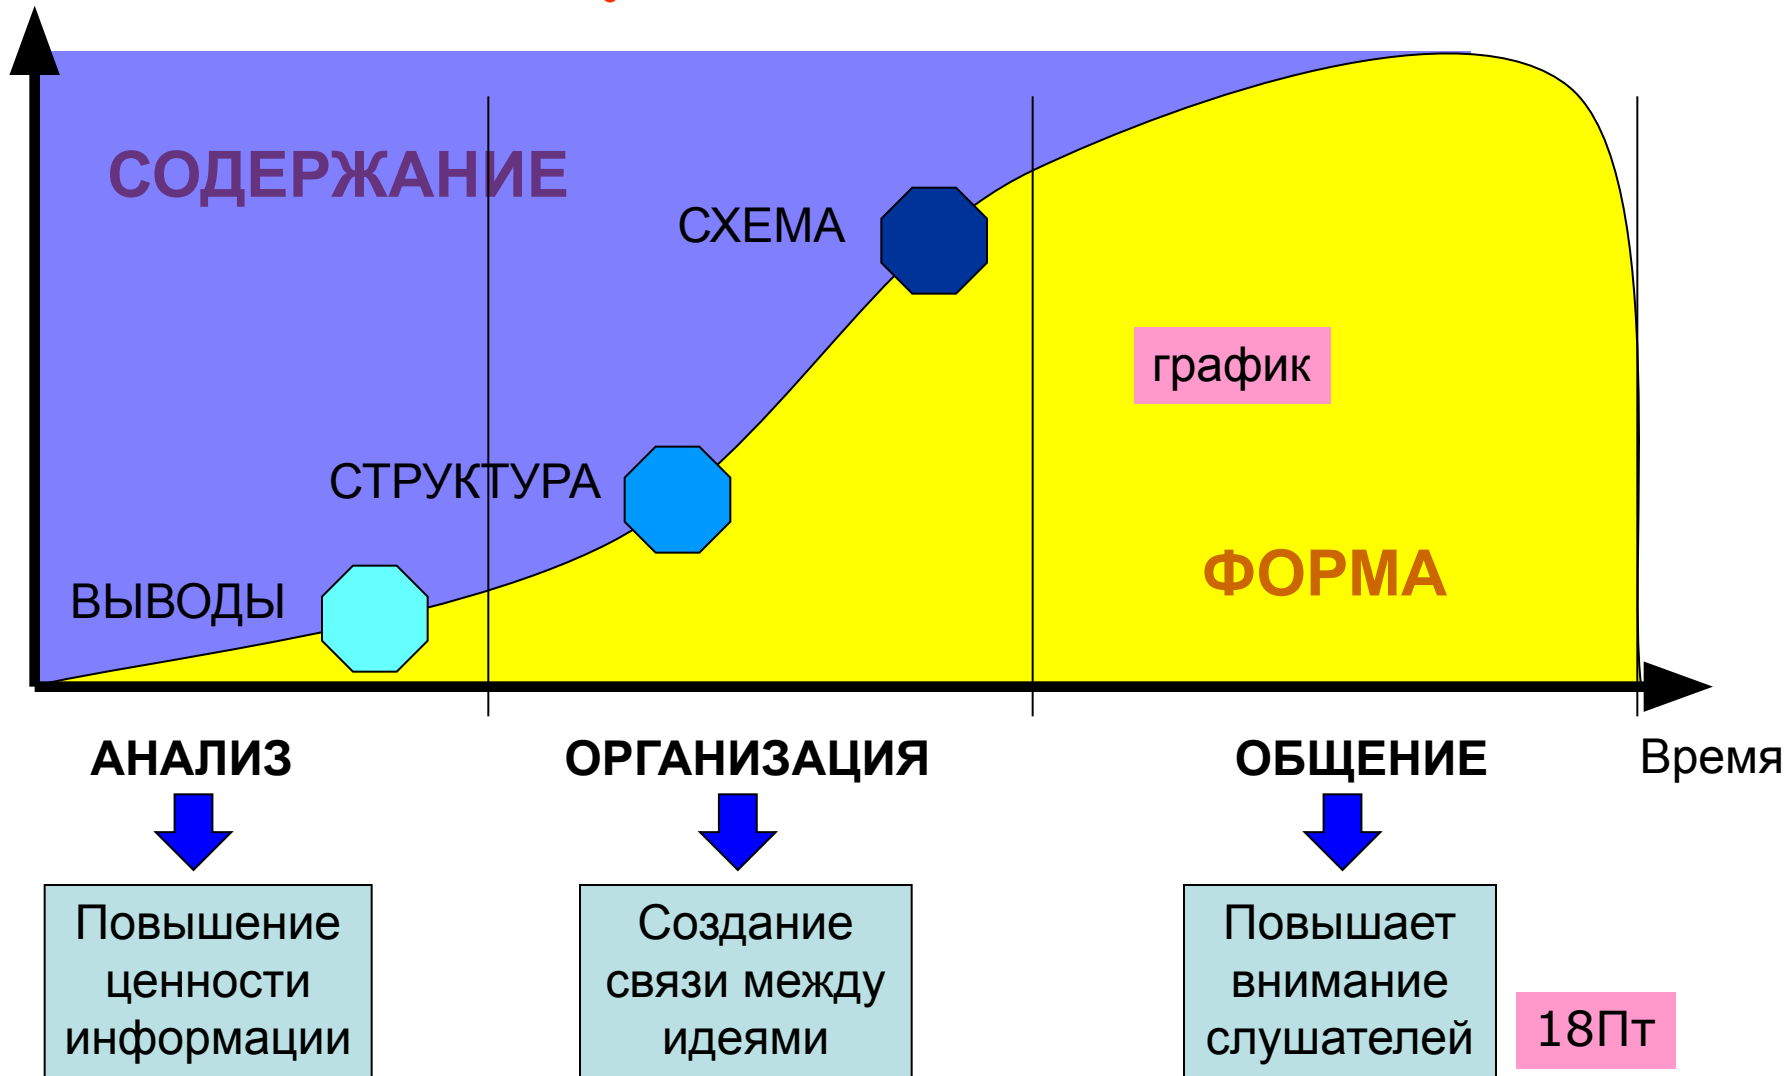 СОДЕРЖАНИЕ
СХЕМА
график
СТРУКТУРА
ФОРМА
ВЫВОДЫ
АНАЛИЗ
ОРГАНИЗАЦИЯ
ОБЩЕНИЕ
Время
Повышение
ценности
информации
Создание
связи между
идеями
Повышает
внимание
слушателей
18Пт